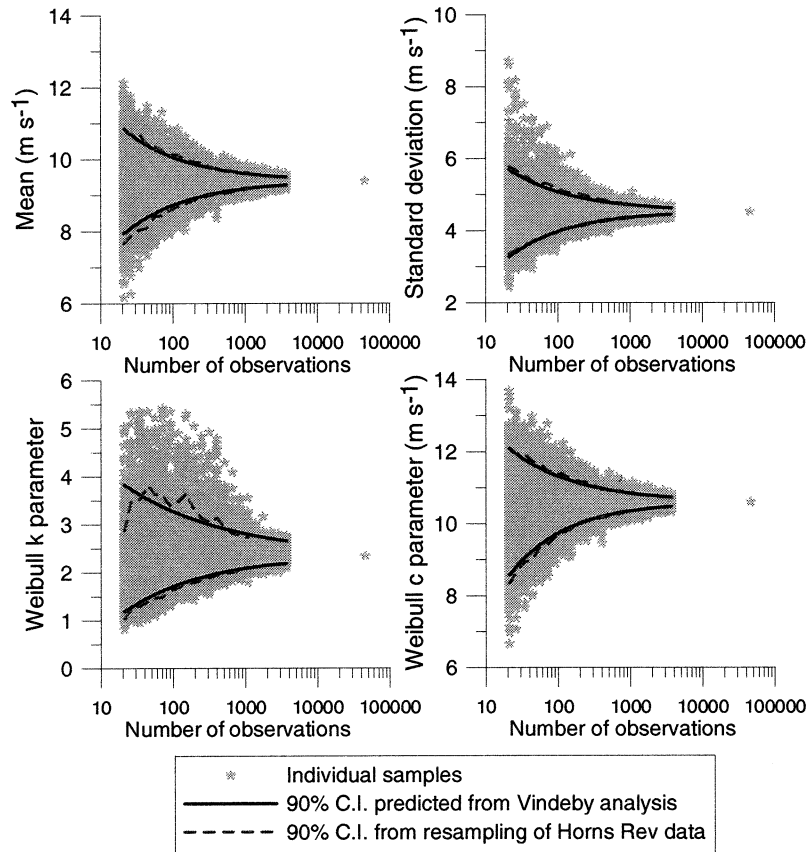 Mean (m s-1)
14
12
10
8
6
10 100 1000 10000 100000
Number of observations
Standard deviation (m s-1)
10
8
6
4
2
10 100 1000 10000 100000
Number of observations
Weibull k parameter
6
5
4
3
2
1
0
10 100 1000 10000 100000
Number of observations
Weibull c parameter (m s-1)
14
12
10
8
6
10 100 1000 10000 100000
Number of observations
Individual samples
90% C.I. predicted from Vindeby analysis
90% C.I. from resampling of Horns Rev data